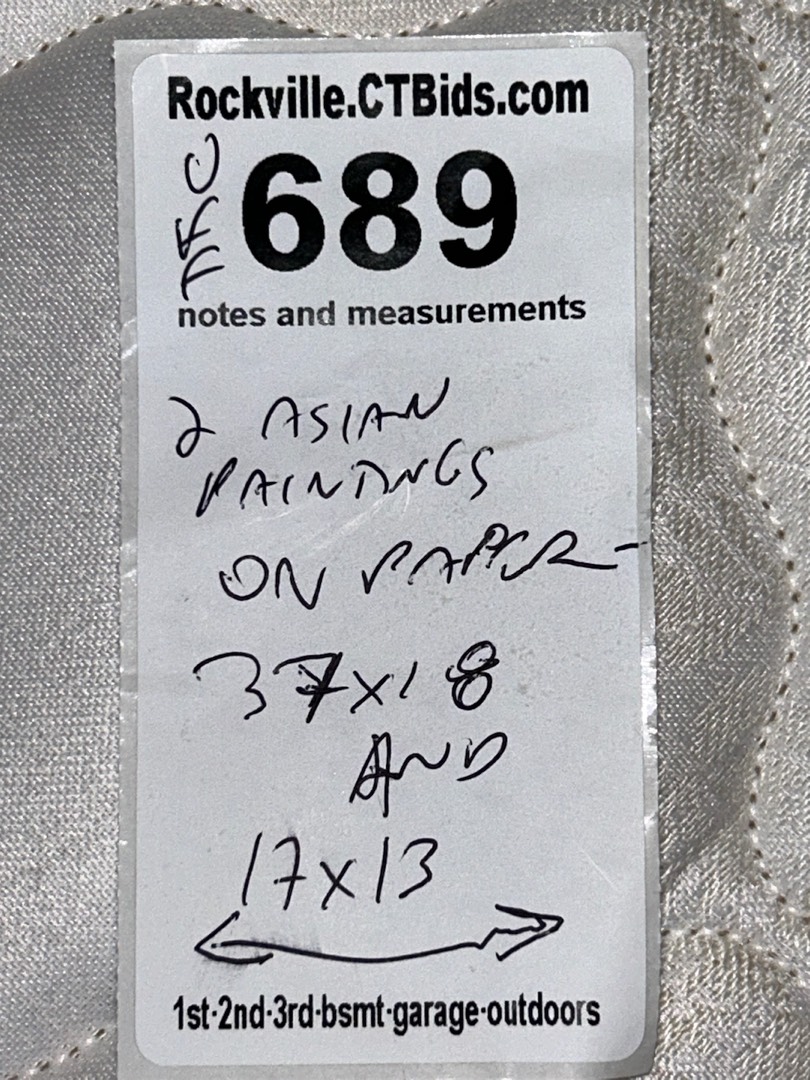 Rockville.CTBids.com
689
notes and measurements
2 ASIAN
PAINTINGS
ON PAPER-
37x18
AND
17x13
1st·2nd·3rd·bsmt·garage·outdoors